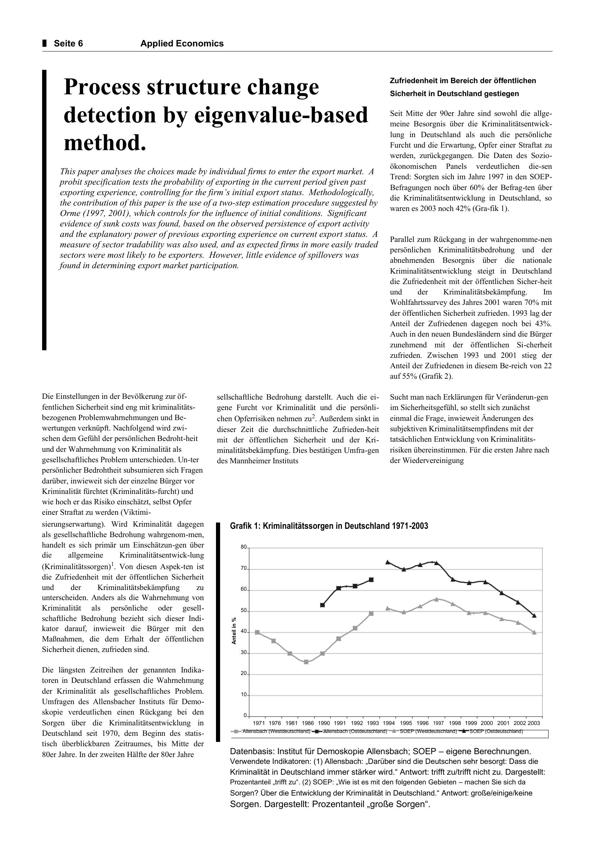 Seite 6 Applied Economics
Process structure change
detection by eigenvalue-based
method.
This paper analyses the choices made by individual firms to enter the export market. A
probit specification tests the probability of exporting in the current period given past
exporting experience, controlling for the firm's initial export status. Methodologically,
the contribution of this paper is the use of a two-step estimation procedure suggested by
Orme (1997, 2001), which controls for the influence of initial conditions. Significant
evidence of sunk costs was found, based on the observed persistence of export activity
and the explanatory power of previous exporting experience on current export status. A
measure of sector tradability was also used, and as expected firms in more easily traded
sectors were most likely to be exporters. However, little evidence of spillovers was
found in determining export market participation.
Zufriedenheit im Bereich der öffentlichen
Sicherheit in Deutschland gestiegen
Seit Mitte der 90er Jahre sind sowohl die allge-
meine Besorgnis über die Kriminalitätsentwick-
lung in Deutschland als auch die persönliche
Furcht und die Erwartung, Opfer einer Straftat zu
werden, zurückgegangen. Die Daten des Sozio-
ökonomischen Panels verdeutlichen die-sen
Trend: Sorgten sich im Jahre 1997 in den SOEP-
Befragungen noch über 60% der Befrag-ten über
die Kriminalitätsentwicklung in Deutschland, so
waren es 2003 noch 42% (Gra-fik 1).
Parallel zum Rückgang in der wahrgenomme-nen
persönlichen Kriminalitätsbedrohung und der
abnehmenden Besorgnis über die nationale
Kriminalitätsentwicklung steigt in Deutschland
die Zufriedenheit mit der öffentlichen Sicher-heit
und der Kriminalitätsbekämpfung. Im
Wohlfahrtssurvey des Jahres 2001 waren 70% mit
der öffentlichen Sicherheit zufrieden. 1993 lag der
Anteil der Zufriedenen dagegen noch bei 43%.
Auch in den neuen Bundesländern sind die Bürger
zunehmend mit der öffentlichen Si-cherheit
zufrieden. Zwischen 1993 und 2001 stieg der
Anteil der Zufriedenen in diesem Be-reich von 22
auf 55% (Grafik 2).
Die Einstellungen in der Bevölkerung zur öf-
fentlichen Sicherheit sind eng mit kriminalitäts-
bezogenen Problemwahrnehmungen und Be-
wertungen verknüpft. Nachfolgend wird zwi-
schen dem Gefühl der persönlichen Bedroht-heit
und der Wahrnehmung von Kriminalität als
gesellschaftliches Problem unterschieden. Un-ter
persönlicher Bedrohtheit subsumieren sich Fragen
darüber, inwieweit sich der einzelne Bürger vor
Kriminalität fürchtet (Kriminalitäts-furcht) und
wie hoch er das Risiko einschätzt, selbst Opfer
einer Straftat zu werden (Viktimi-
sierungserwartung). Wird Kriminalität dagegen
als gesellschaftliche Bedrohung wahrgenom-men,
handelt es sich primär um Einschätzun-gen über
die allgemeine Kriminalitätsentwick-lung
(Kriminalitätssorgen)1. Von diesen Aspek-ten ist
die Zufriedenheit mit der öffentlichen Sicherheit
und der Kriminalitätsbekämpfung zu
unterscheiden. Anders als die Wahrnehmung von
Kriminalität als persönliche oder gesell-
schaftliche Bedrohung bezieht sich dieser Indi-
kator darauf, inwieweit die Bürger mit den
Maßnahmen, die dem Erhalt der öffentlichen
Sicherheit dienen, zufrieden sind.
Die längsten Zeitreihen der genannten Indika-
toren in Deutschland erfassen die Wahrnehmung
der Kriminalität als gesellschaftliches Problem.
Umfragen des Allensbacher Instituts für Demo-
skopie verdeutlichen einen Rückgang bei den
Sorgen über die Kriminalitätsentwicklung in
Deutschland seit 1970, dem Beginn des statis-
tisch überblickbaren Zeitraumes, bis Mitte der
80er Jahre. In der zweiten Hälfte der 80er Jahre
sellschaftliche Bedrohung darstellt. Auch die ei-
gene Furcht vor Kriminalität und die persönli-
chen Opferrisiken nehmen zu2. Außerdem sinkt in
dieser Zeit die durchschnittliche Zufrieden-heit
mit der öffentlichen Sicherheit und der Kri-
minalitätsbekämpfung. Dies bestätigen Umfra-gen
des Mannheimer Instituts
Sucht man nach Erklärungen für Veränderun-gen
im Sicherheitsgefühl, so stellt sich zunächst
einmal die Frage, inwieweit Änderungen des
subjektiven Kriminalitätsempfindens mit der
tatsächlichen Entwicklung von Kriminalitäts-
risiken übereinstimmen. Für die ersten Jahre nach
der Wiedervereinigung
Grafik 1: Kriminalitätssorgen in Deutschland 1971-2003
80
70
60
50
40
30
20
10
0
Anteil in %
1971 1976 1981 1986 1990 1991 1992 1993 1994 1995 1996 1997 1998 1999 2000 2001 2002 2003
Allensbach (Westdeutschland) Allensbach (Ostdeutschland) SOEP (Westdeutschland) SOEP (Ostdeutschland)
Datenbasis: Institut für Demoskopie Allensbach; SOEP – eigene Berechnungen.
Verwendete Indikatoren: (1) Allensbach: „Darüber sind die Deutschen sehr besorgt: Dass die
Kriminalität in Deutschland immer stärker wird.“ Antwort: trifft zu/trifft nicht zu. Dargestellt:
Prozentanteil „trifft zu“. (2) SOEP: „Wie ist es mit den folgenden Gebieten – machen Sie sich da
Sorgen? Über die Entwicklung der Kriminalität in Deutschland.“ Antwort: große/einige/keine
Sorgen. Dargestellt: Prozentanteil „große Sorgen“.